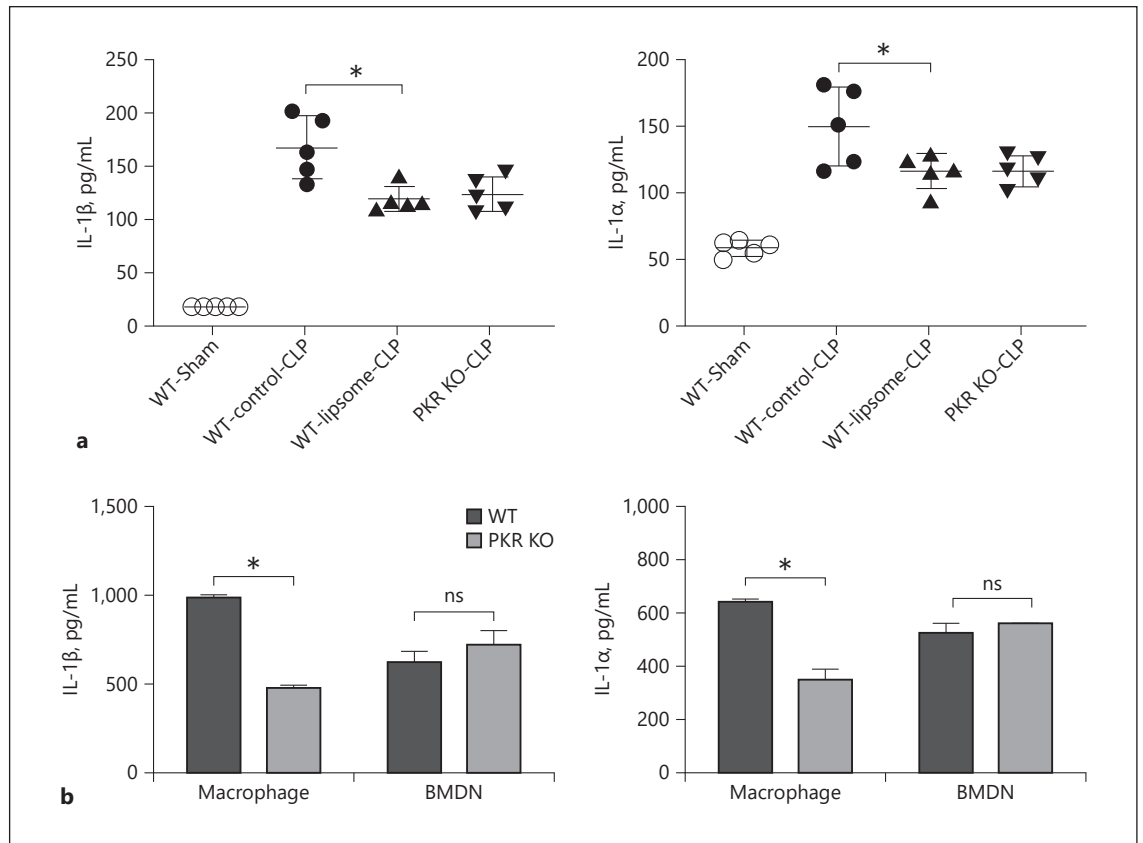 250
200
150
100
50
0
IL-1β, pg/mL
*
WT-Sham
WT-control-CLP
WT-lipsome-CLP
PKR KO-CLP
200
150
100
50
0
IL-1α, pg/mL
*
WT-Sham
WT-control-CLP
WT-lipsome-CLP
PKR KO-CLP
a
1,500
1,000
500
0
IL-1β, pg/mL
WT
PKR KO
*
ns
Macrophage
BMDN
1,000
800
600
400
200
0
IL-1α, pg/mL
*
ns
Macrophage
BMDN
b